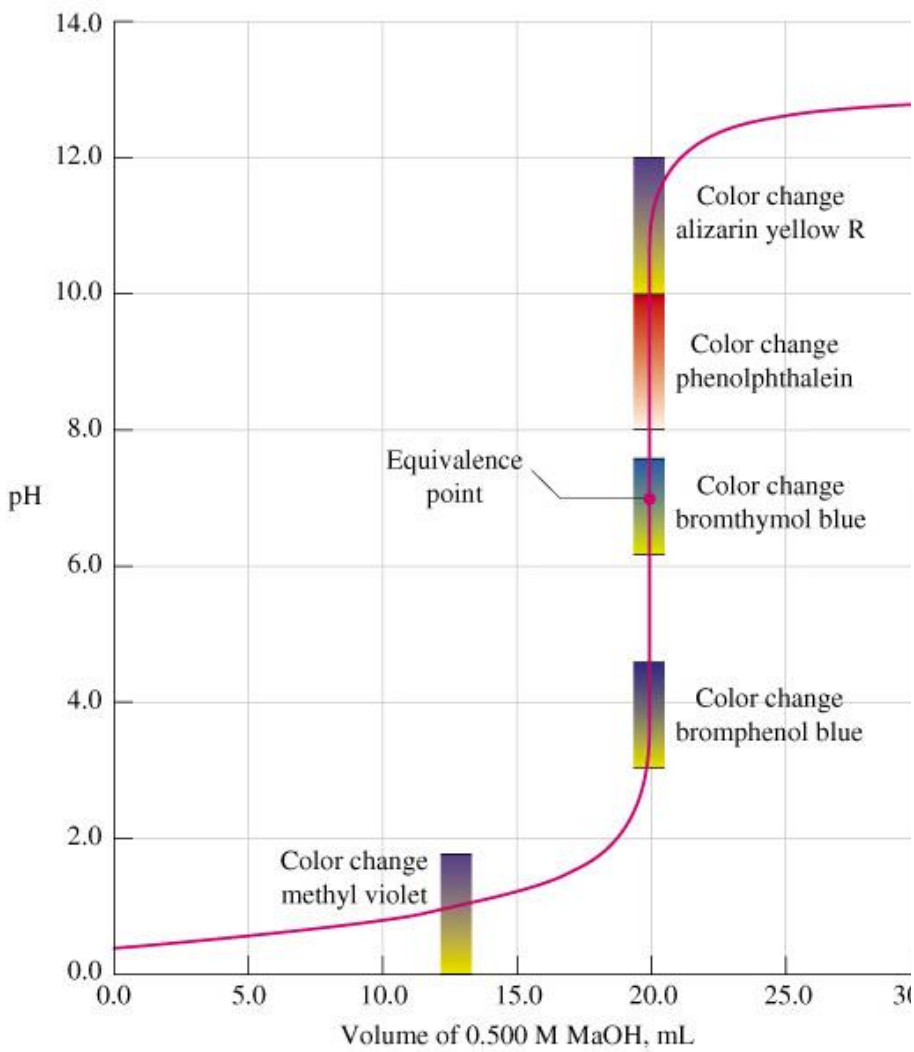 14.0
12.0
Color change
alizarin yellow R
10.0
Color change
phenolphthalein
8.0
Equivalence
point
pH
Color change
bromthymol blue
6.0
4.0
Color change
bromphenol blue
2.0
Color change
methyl violet
0.0
0.0 5.0 10.0 15.0 20.0 25.0 30
Volume of 0.500 M MaOH, mL